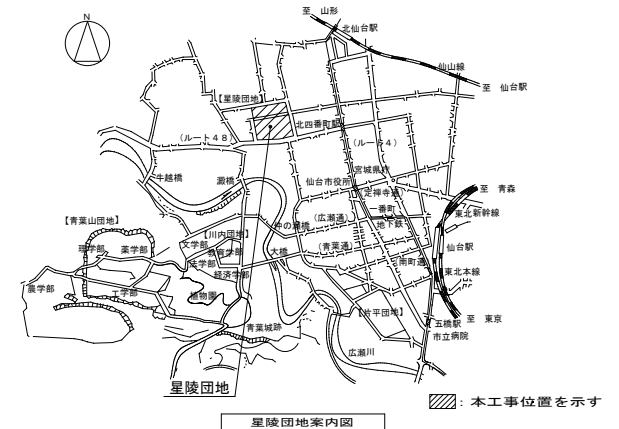 N
至 山形
北仙台駅
仙山線
至 仙台駅
【星陵団地】
北四番町駅
(ルート48)
(ルータ4)
宮城県庁
牛越橋
澱橋
仙台市役所
(定禅寺通)
至 青森
一番町
(広瀬通)
東北新幹線
【青葉山団地】
仲の瀬橋
地下鉄
【川内団地】
文学部
理学部
薬学部
教育学部
大橋
(青葉通)
仙台駅
法学部
(南町通)
経済学部
東北本線
農学部
工学部
植物園
【片平団地】
至 東京
五橋駅
青葉城跡
市立病院
広瀬川
星陵団地
: 本工事位置を示す
星陵団地案内図